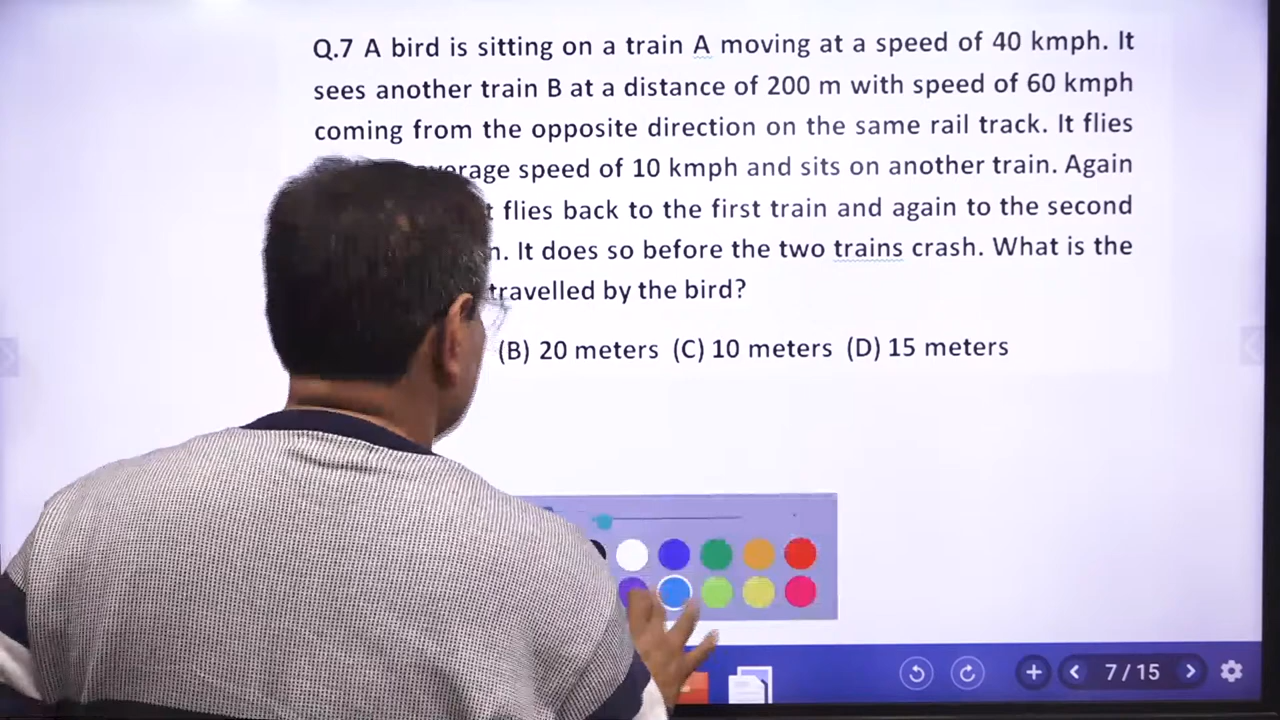 Q.7 A bird is sitting on a train A moving at a speed of 40 kmph. It
sees another train B at a distance of 200 m with speed of 60 kmph
coming from the opposite direction on the same rail track. It flies
speed of 10 kmph and sits on another train. Again
flies back to the first train and again to the second
It does so before the two trains crash. What is the
travelled by the bird?
(B) 20 meters (C) 10 meters (D) 15 meters
7 / 15